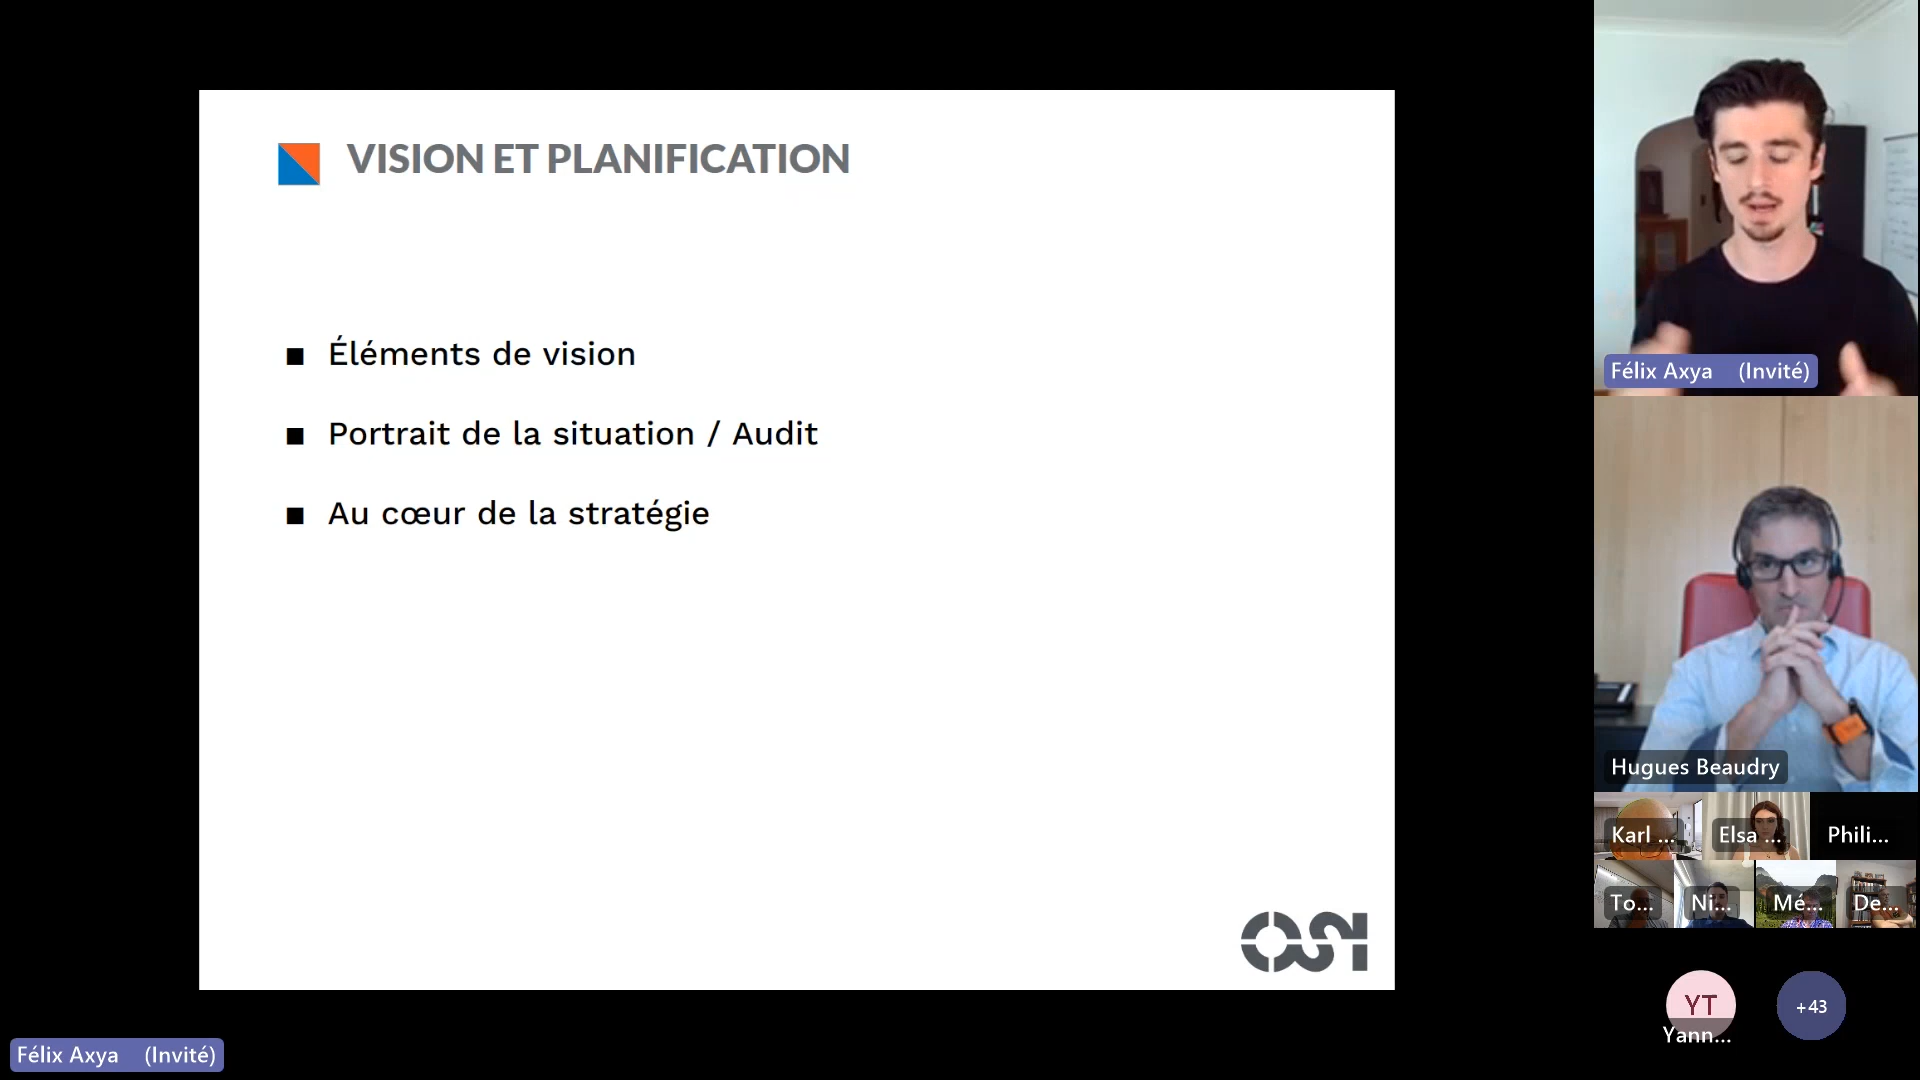 VISION ET PLANIFICATION
■ Éléments de vision
■ Portrait de la situation / Audit
■ Au cœur de la stratégie
OSI
Félix Axya (Invité)
Félix Axya (Invité)
Hugues Beaudry
Karl ...
Elsa ...
Phili...
To...
Ni...
Mé...
De...
YT
Yann...
+43